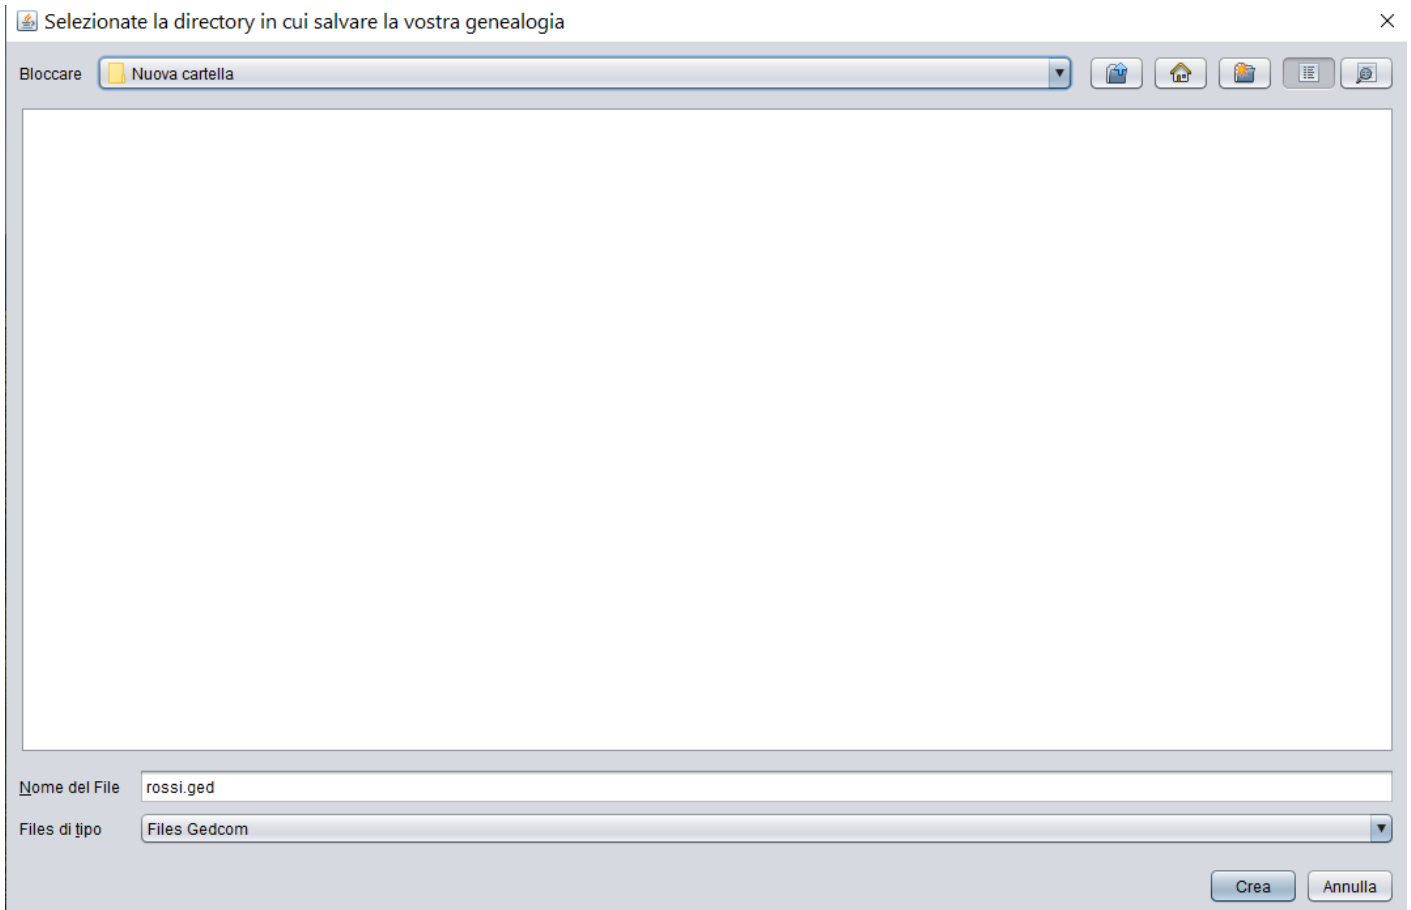 Selezionate la directory in cui salvare la vostra genealogia
Bloccare Nuova cartella
Nome del File rossi.ged
Files di tipo Files Gedcom
Crea Annulla